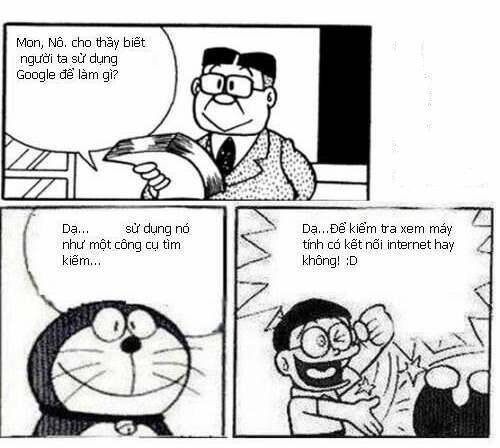 Mon, Nô. cho thầy biết
người ta sử dụng
Google để làm gì?
Dạ... sử dụng nó
như một công cụ tìm
kiếm...
Dạ...Để kiểm tra xem máy
tính có kết nối internet hay
không! :D